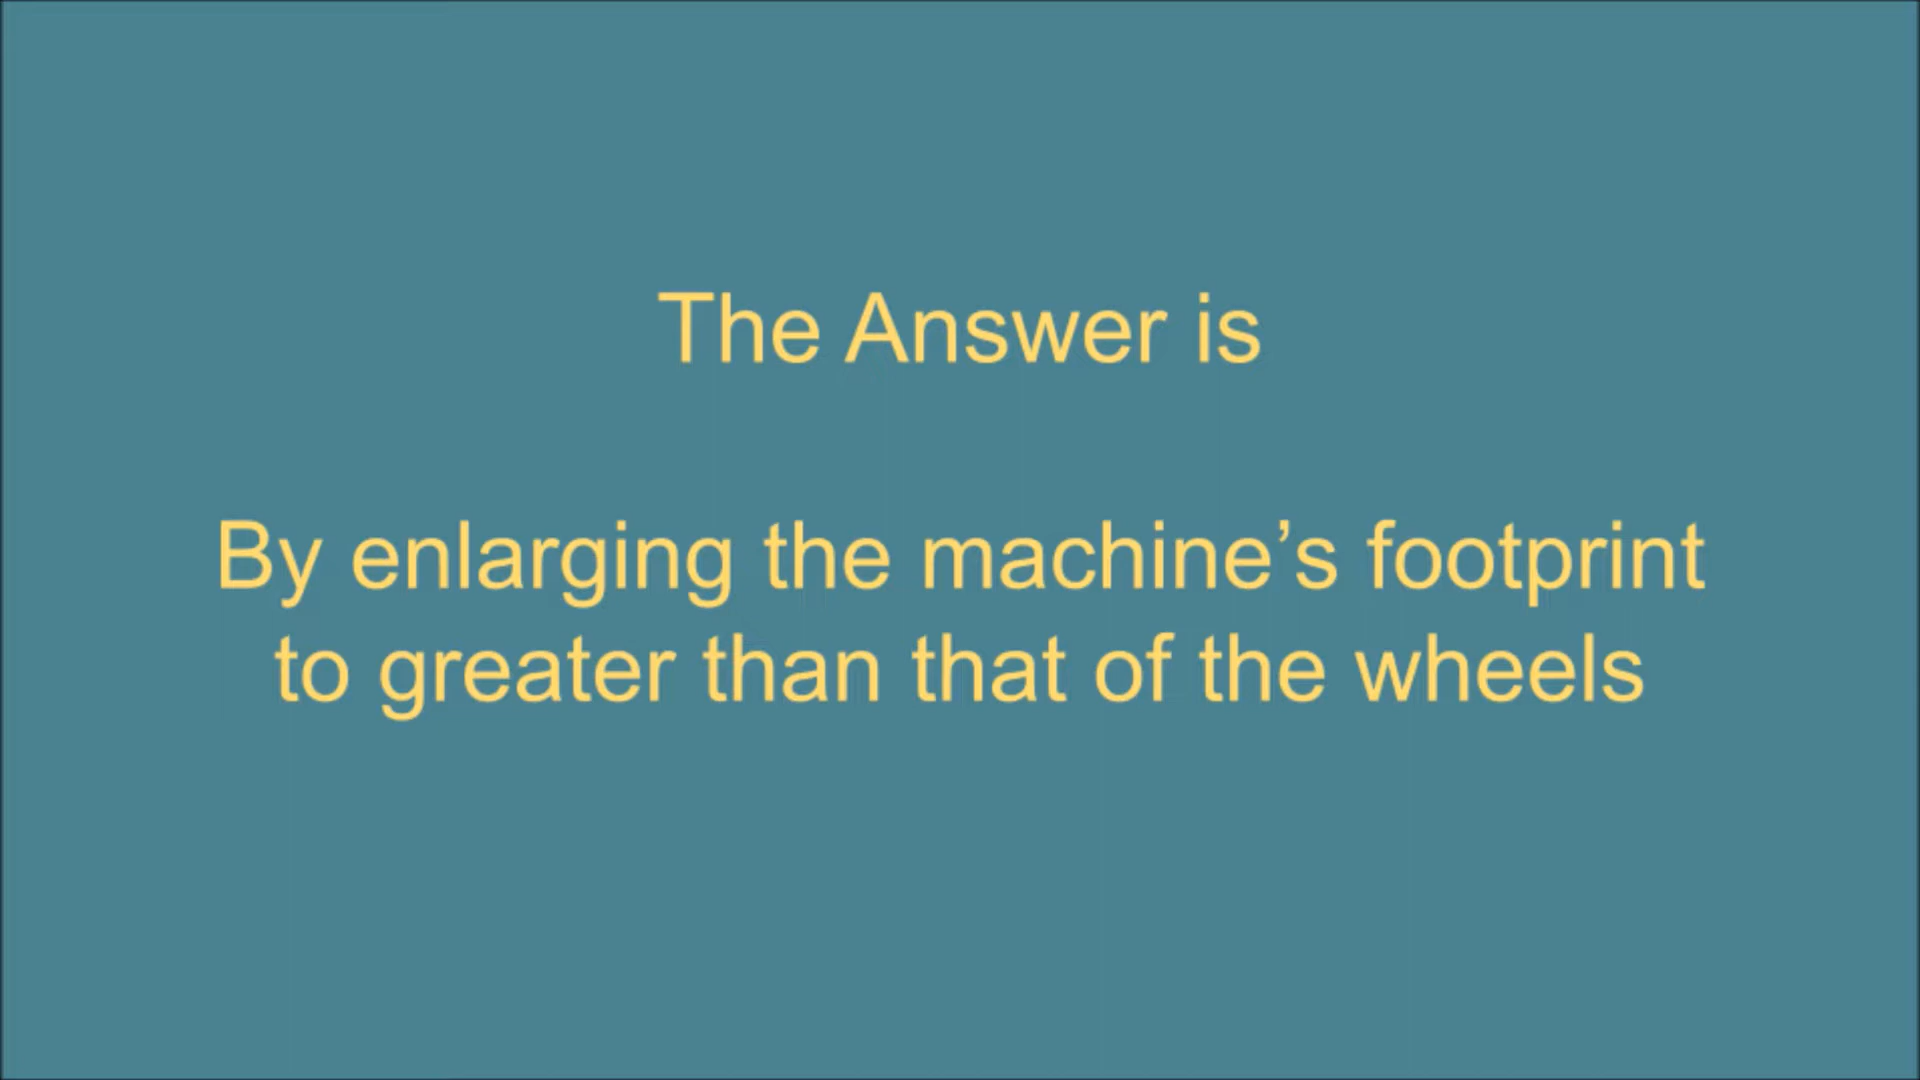 The Answer is
By enlarging the machine’s footprint
to greater than that of the wheels